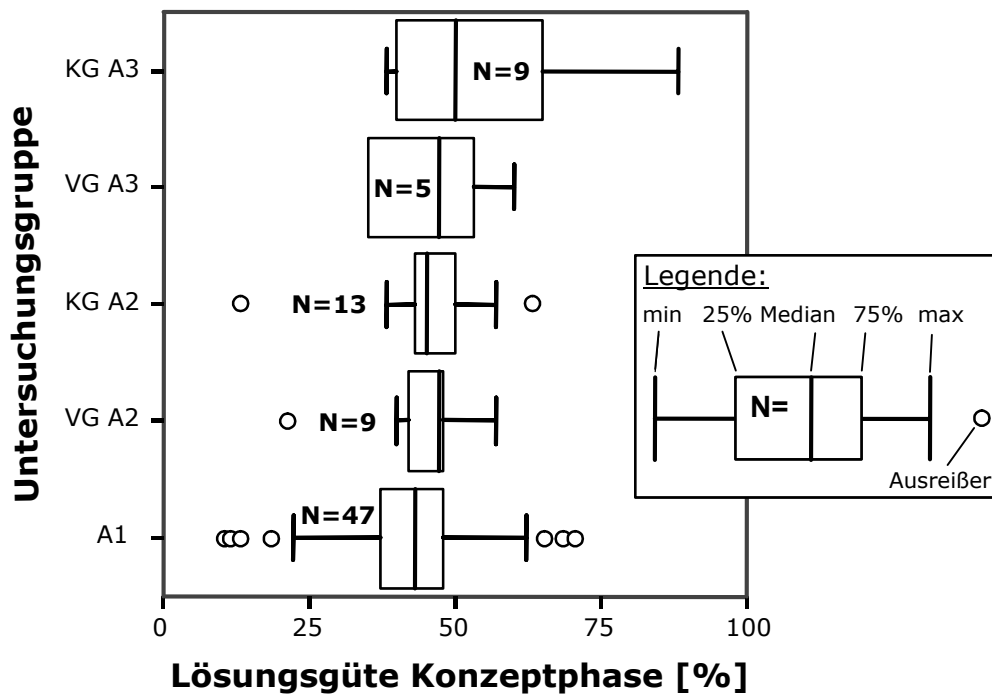 Untersuchungsgruppe
KG A3
N=9
VG A3
N=5
KG A2
N=13
VG A2
N=9
A1
N=47
0 25 50 75 100
Lösungsgüte Konzeptphase [%]
Legende:
min 25% Median 75% max
N=
Ausreißer